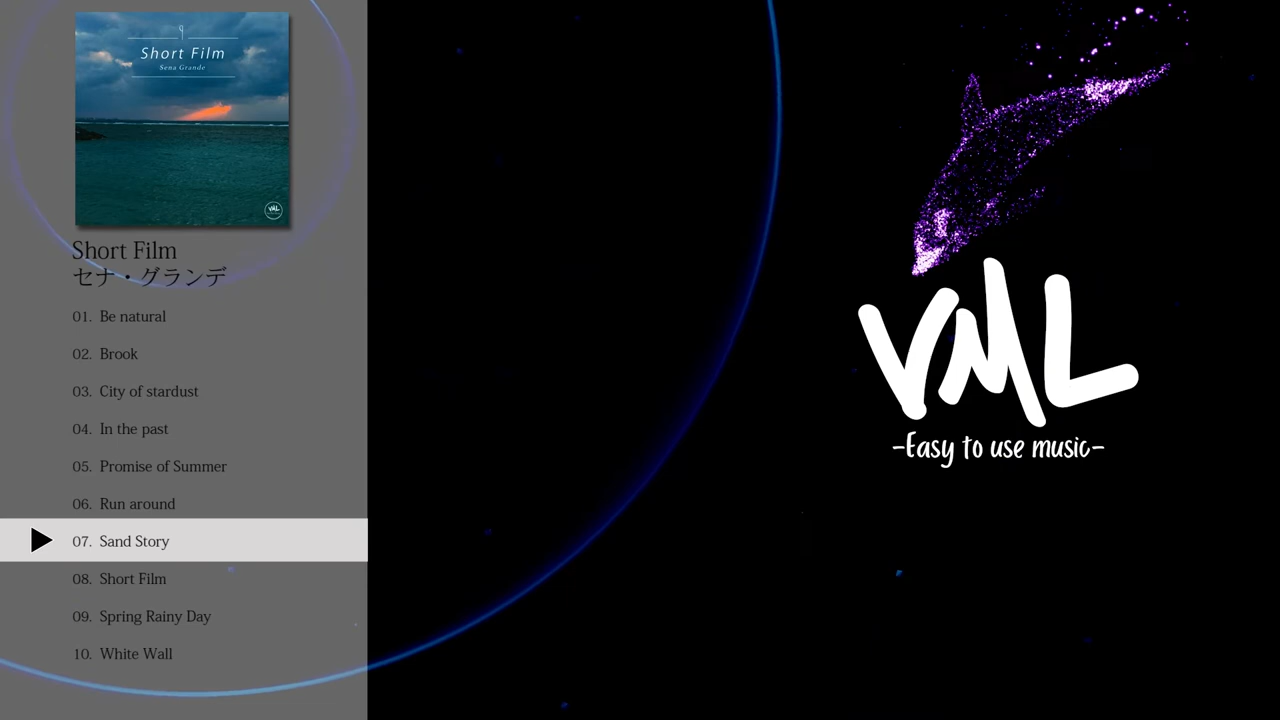 Short Film
Sena Grande
VML
Short Film
セナ・グランデ
01. Be natural
02. Brook
03. City of stardust
04. In the past
05. Promise of Summer
06. Run around
07. Sand Story
08. Short Film
09. Spring Rainy Day
10. White Wall
VML
-Easy to use music-